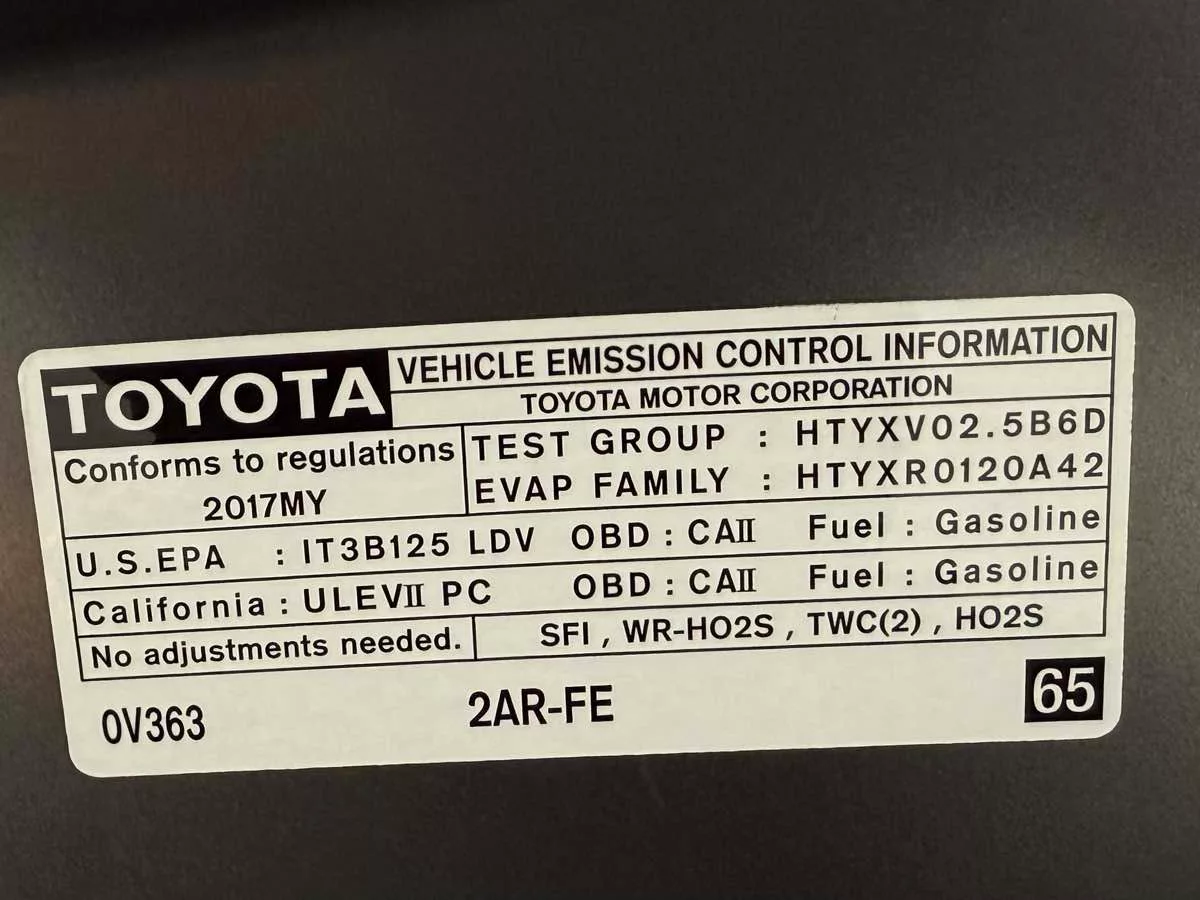 TOYOTA
VEHICLE EMISSION CONTROL INFORMATION
TOYOTA MOTOR CORPORATION
Conforms to regulations
2017MY
TEST GROUP : HTYXV02.5B6D
EVAP FAMILY : HTYXR0120A42
U.S.EPA : IT3B125 LDV OBD : CAII Fuel : Gasoline
California : ULEVII PC OBD : CAII Fuel : Gasoline
No adjustments needed.
SFI , WR-HO2S , TWC(2) , HO2S
0V363
2AR-FE
65